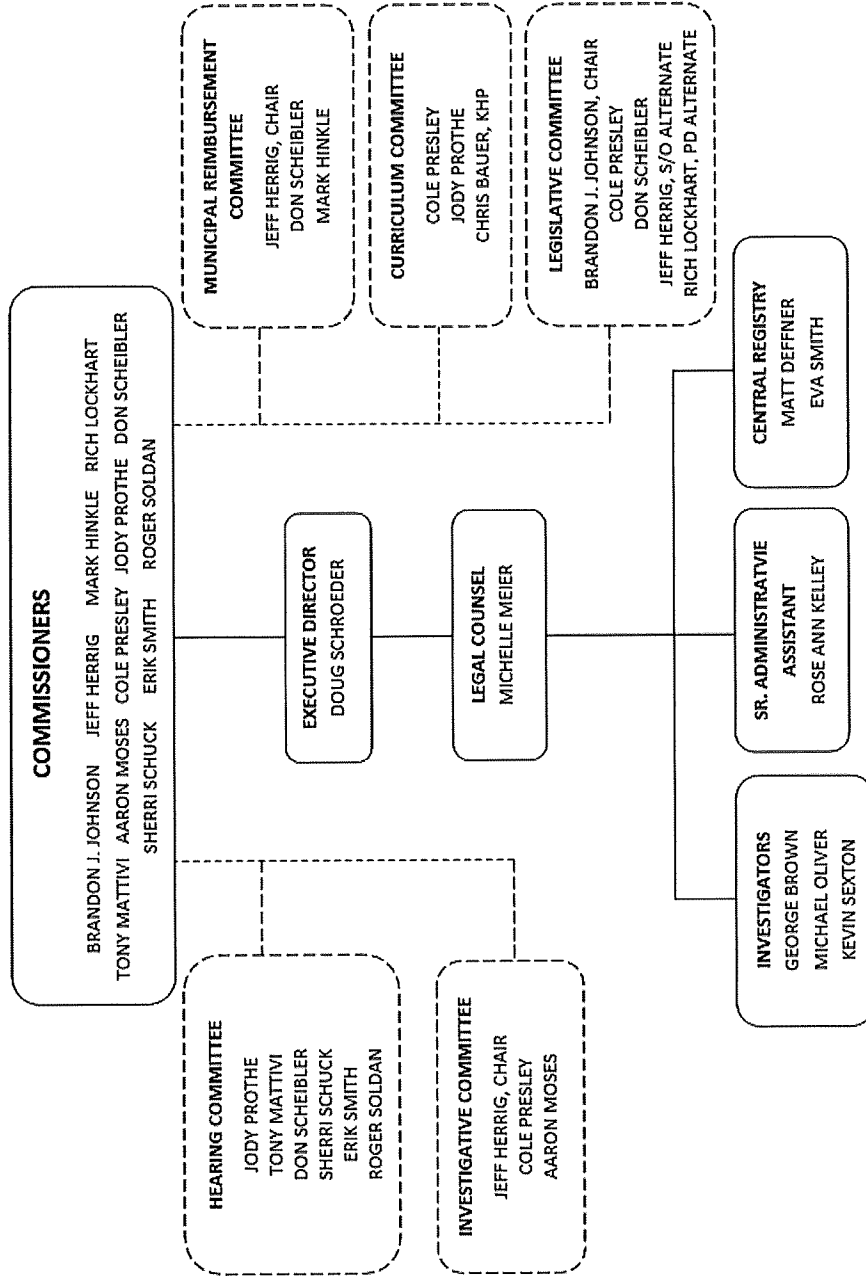 COMMISSIONERS
BRANDON J. JOHNSON JEFF HERRIG MARK HINKLE RICH LOCKHART
TONY MATTIVI AARON MOSES COLE PRESLEY JODY PROTHE DON SCHEIBLER
SHERRI SCHUCK ERIK SMITH ROGER SOLDAN
HEARING COMMITTEE
JODY PROTHE
TONY MATTIVI
DON SCHEIBLER
SHERRI SCHUCK
ERIK SMITH
ROGER SOLDAN
INVESTIGATIVE COMMITTEE
JEFF HERRIG, CHAIR
COLE PRESLEY
AARON MOSES
EXECUTIVE DIRECTOR
DOUG SCHROEDER
LEGAL COUNSEL
MICHELLE MEIER
MUNICIPAL REIMBURSEMENT
COMMITTEE
JEFF HERRIG, CHAIR
DON SCHEIBLER
MARK HINKLE
CURRICULUM COMMITTEE
COLE PRESLEY
JODY PROTHE
CHRIS BAUER, KHP
LEGISLATIVE COMMITTEE
BRANDON J. JOHNSON, CHAIR
COLE PRESLEY
DON SCHEIBLER
JEFF HERRIG, S/O ALTERNATE
RICH LOCKHART, PD ALTERNATE
INVESTIGATORS
GEORGE BROWN
MICHAEL OLIVER
KEVIN SEXTON
SR. ADMINISTRATVIE
ASSISTANT
ROSE ANN KELLEY
CENTRAL REGISTRY
MATT DEFFNER
EVA SMITH